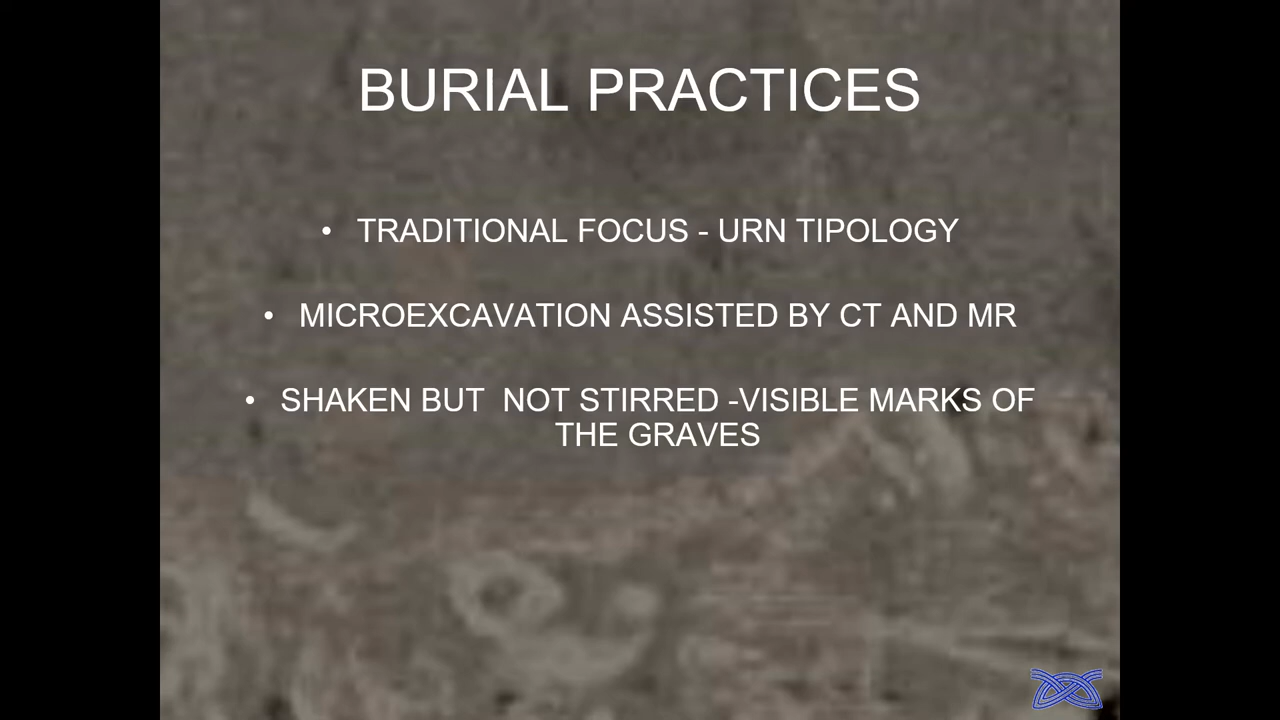 BURIAL PRACTICES
• TRADITIONAL FOCUS - URN TIPOLOGY
• MICROEXCAVATION ASSISTED BY CT AND MR
• SHAKEN BUT  NOT STIRRED -VISIBLE MARKS OF
THE GRAVES